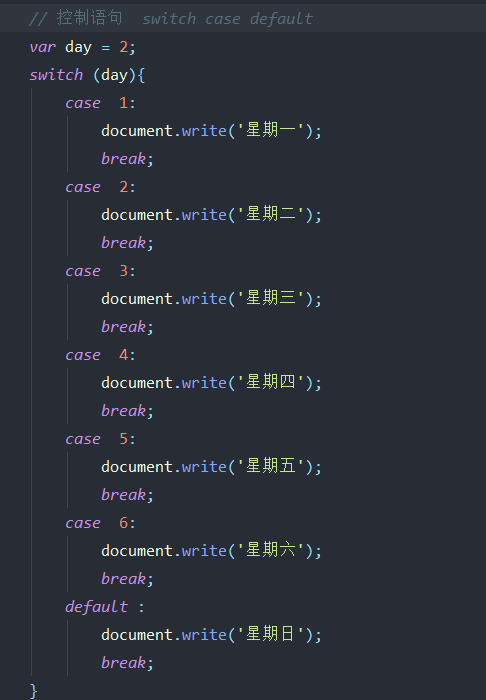 // 控制语句  switch case default
var day = 2;
switch (day){
    case  1:
        document.write('星期一');
        break;
    case  2:
        document.write('星期二');
        break;
    case  3:
        document.write('星期三');
        break;
    case  4:
        document.write('星期四');
        break;
    case  5:
        document.write('星期五');
        break;
    case  6:
        document.write('星期六');
        break;
    default :
        document.write('星期日');
        break;
}